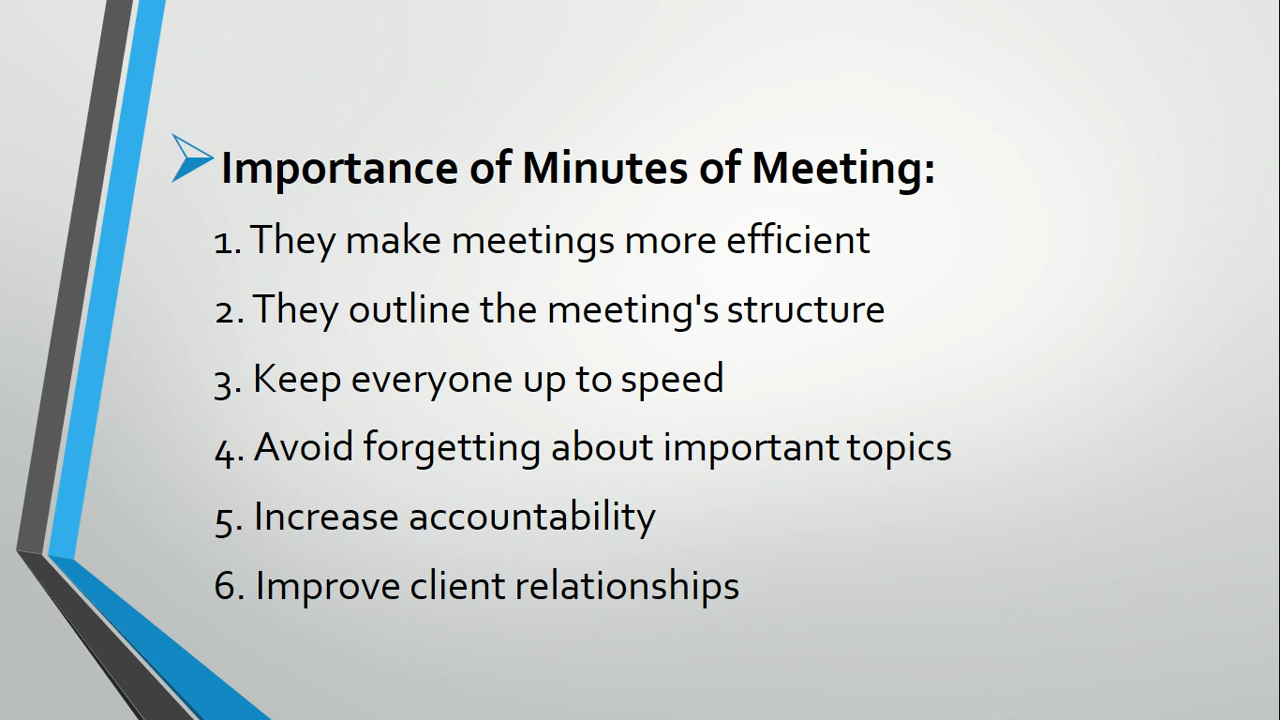 Importance of Minutes of Meeting:
1. They make meetings more efficient
2. They outline the meeting's structure
3. Keep everyone up to speed
4. Avoid forgetting about important topics
5. Increase accountability
6. Improve client relationships